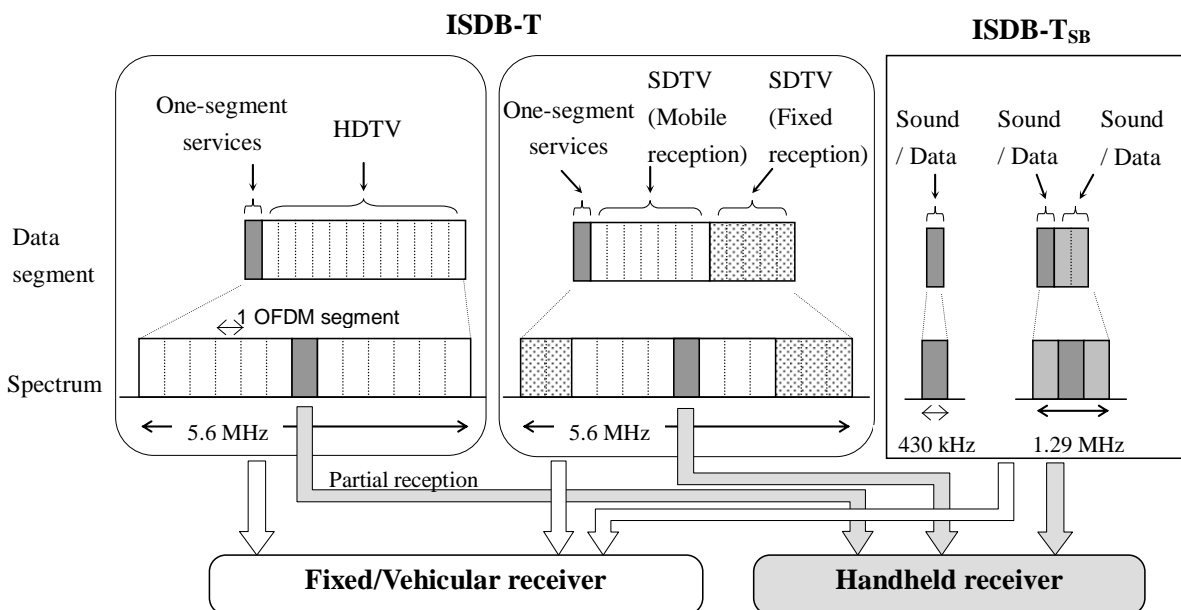 ISDB-T
ISDB-TSB
One-segment
services
HDTV
One-segment
services
SDTV
(Mobile
reception)
SDTV
(Fixed
reception)
Sound
/ Data
Sound
/ Data
Sound
/ Data
Data
segment
1 OFDM segment
Spectrum
5.6 MHz
5.6 MHz
430 kHz
1.29 MHz
Partial reception
Fixed/Vehicular receiver
Handheld receiver